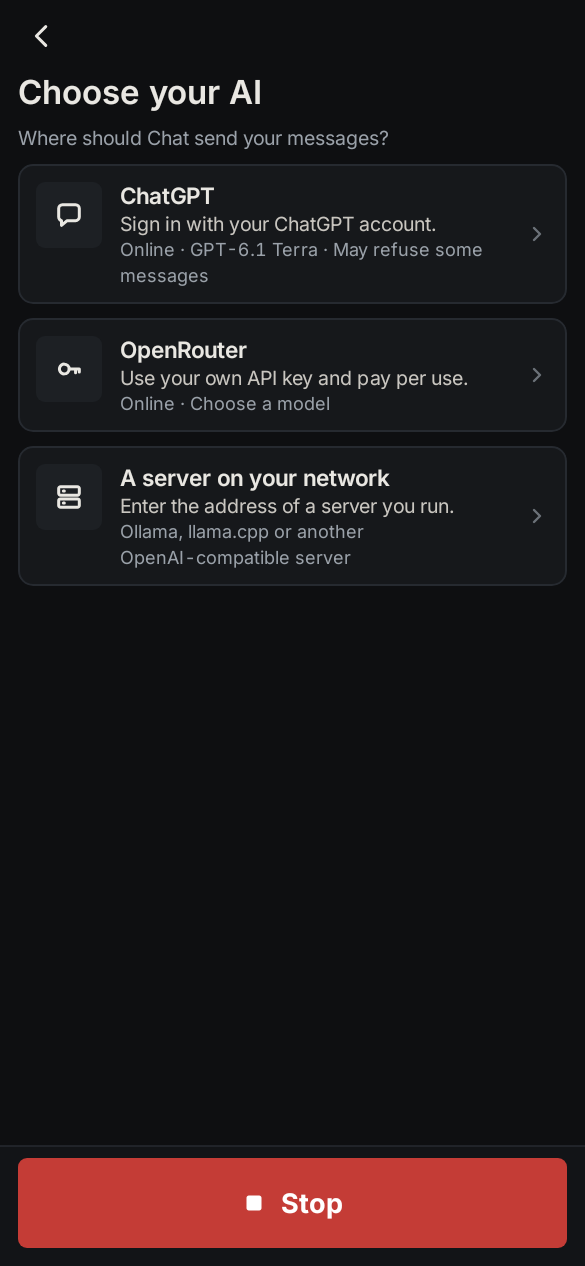 Choose your AI
Where should Chat send your messages?
ChatGPT
Sign in with your ChatGPT account.
Online · GPT-6.1 Terra · May refuse some
messages
OpenRouter
Use your own API key and pay per use.
Online · Choose a model
A server on your network
Enter the address of a server you run.
Ollama, llama.cpp or another
OpenAI-compatible server
Stop